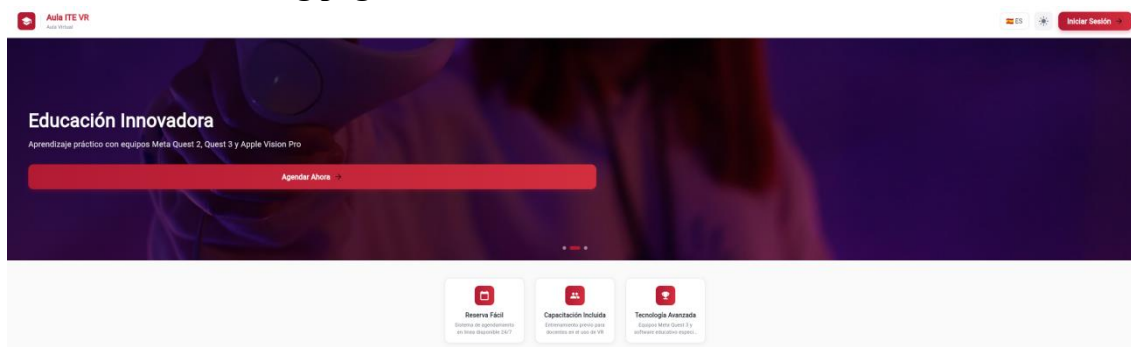 Aula ITE VR
Aula Virtual
ES
Iniciar Sesión →
Educación Innovadora
Aprendizaje práctico con equipos Meta Quest 2, Quest 3 y Apple Vision Pro
Agendar Ahora →
Reserva Fácil
Sistema de agendamiento
en línea disponible 24/7
Capacitación Incluida
Entrenamiento previo para
docentes en el uso de VR
Tecnología Avanzada
Equipos Meta Quest 3 y
software educativo especi...